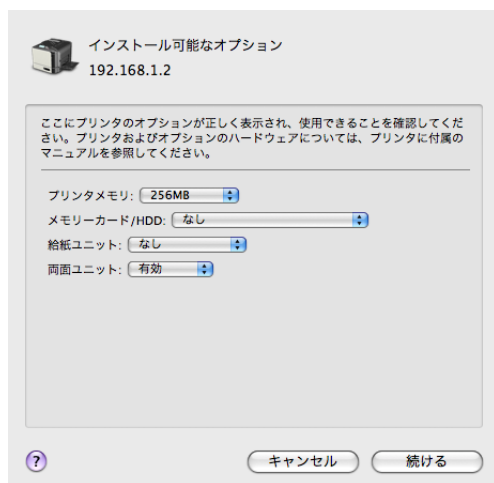 インストール可能なオプション
192.168.1.2
ここにプリンタのオプションが正しく表示され、使用できることを確認してくだ
さい。プリンタおよびオプションのハードウェアについては、プリンタに付属の
マニュアルを参照してください。
プリンタメモリ: 256MB
メモリーカード/HDD: なし
給紙ユニット: なし
両面ユニット: 有効
? キャンセル 続ける